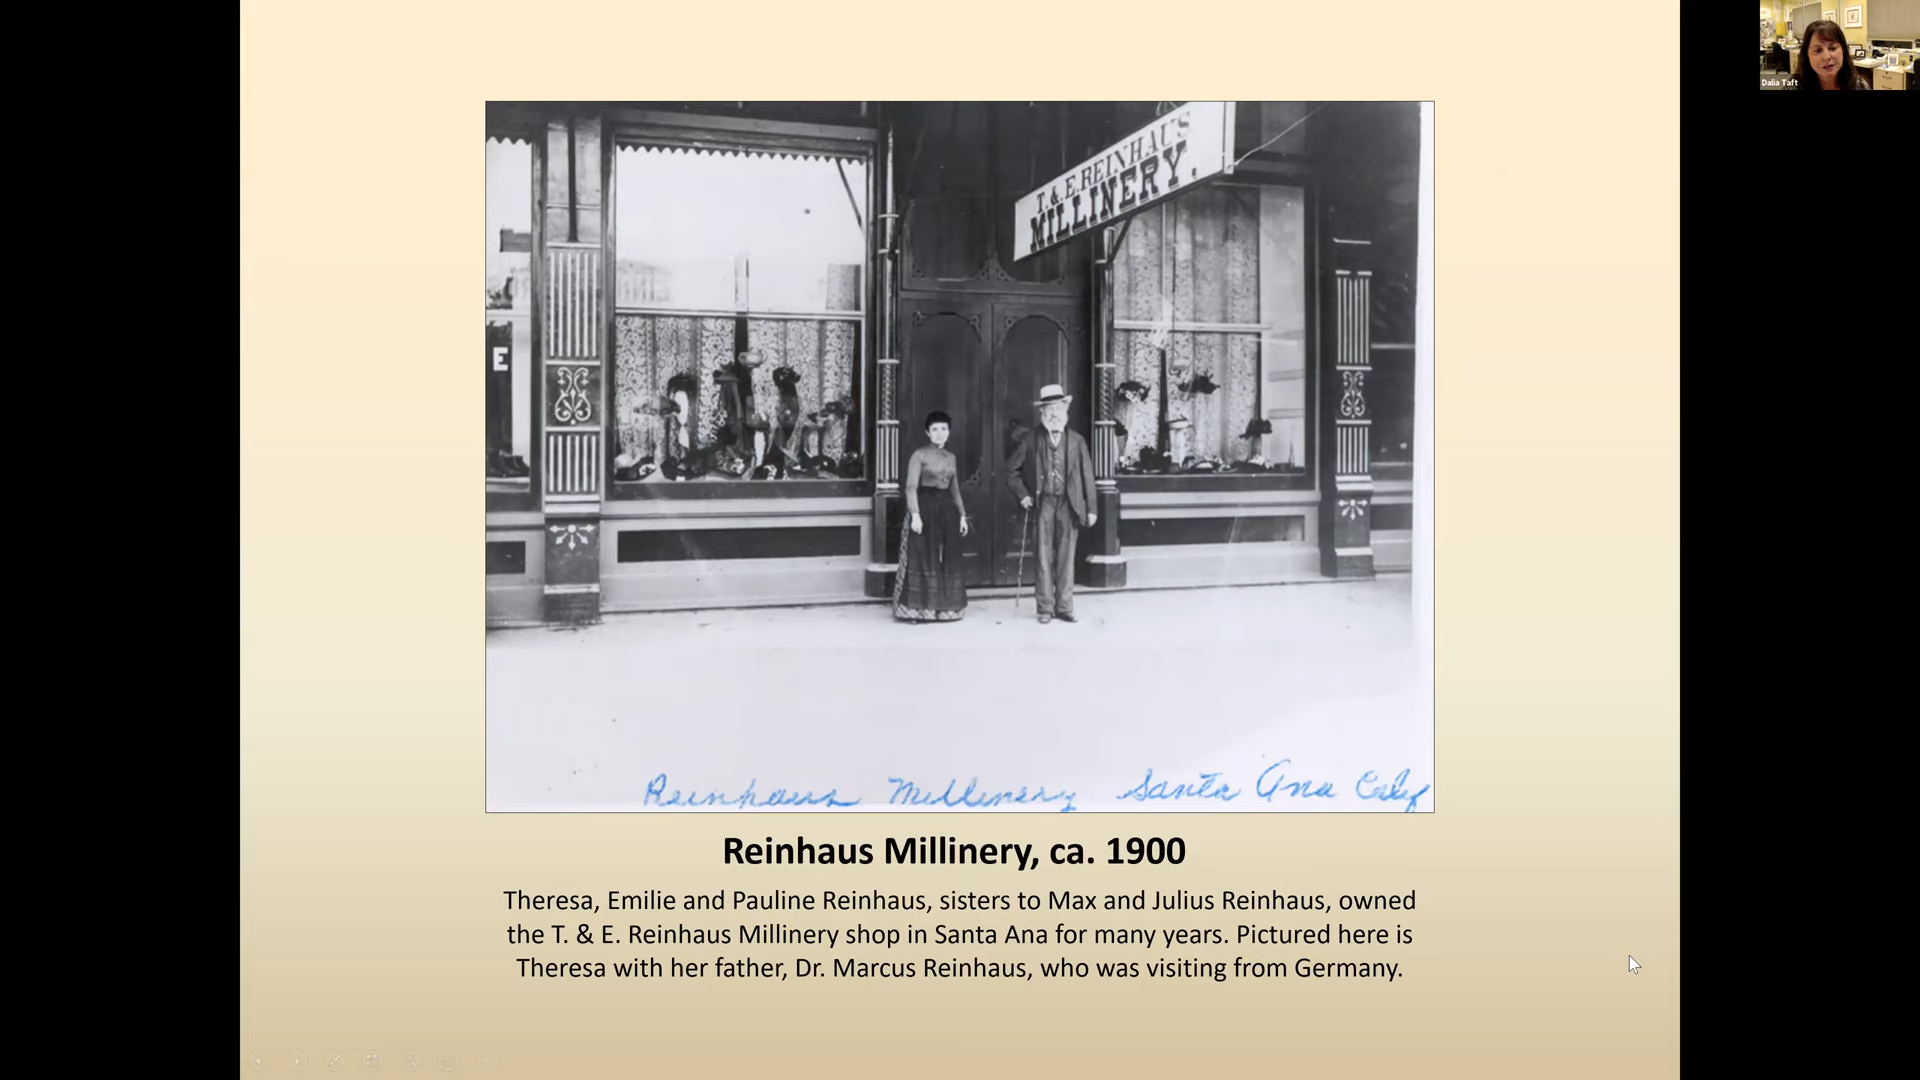 Dalia Taft
T. & E. REINHAUS
MILLINERY.
E
Reinhaus Millinery Santa Ana Calif
Reinhaus Millinery, ca. 1900
Theresa, Emilie and Pauline Reinhaus, sisters to Max and Julius Reinhaus, owned
the T. & E. Reinhaus Millinery shop in Santa Ana for many years. Pictured here is
Theresa with her father, Dr. Marcus Reinhaus, who was visiting from Germany.